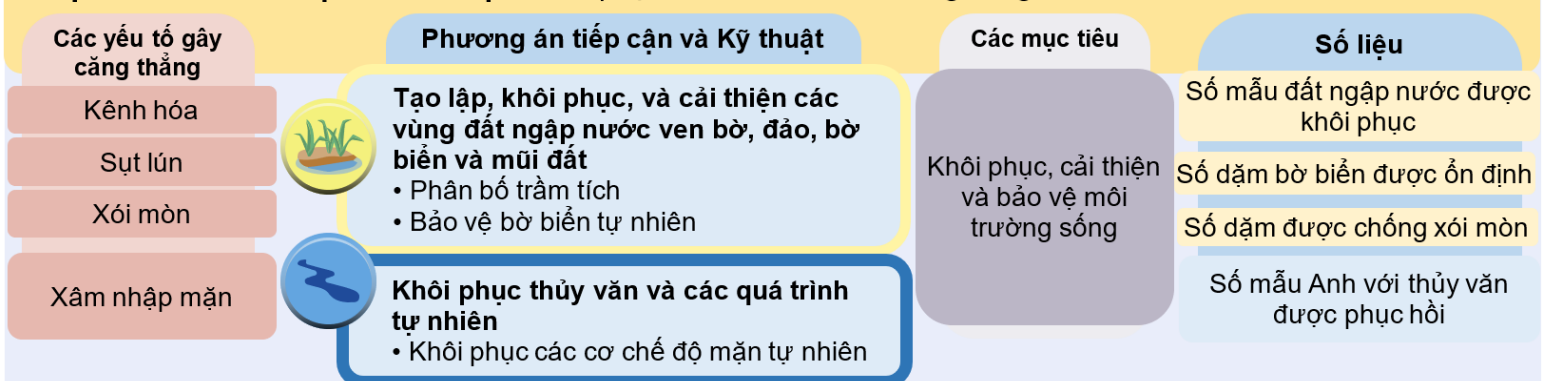 Các yếu tố gây
căng thẳng
Kênh hóa
Sụt lún
Xói mòn
Xâm nhập mặn
Phương án tiếp cận và Kỹ thuật
Tạo lập, khôi phục, và cải thiện các
vùng đất ngập nước ven bờ, đảo, bờ
biển và mũi đất
• Phân bố trầm tích
• Bảo vệ bờ biển tự nhiên
Khôi phục thủy văn và các quá trình
tự nhiên
• Khôi phục các cơ chế độ mặn tự nhiên
Các mục tiêu
Khôi phục, cải thiện
và bảo vệ môi
trường sống
Số liệu
Số mẫu đất ngập nước được
khôi phục
Số dặm bờ biển được ổn định
Số dặm được chống xói mòn
Số mẫu Anh với thủy văn
được phục hồi